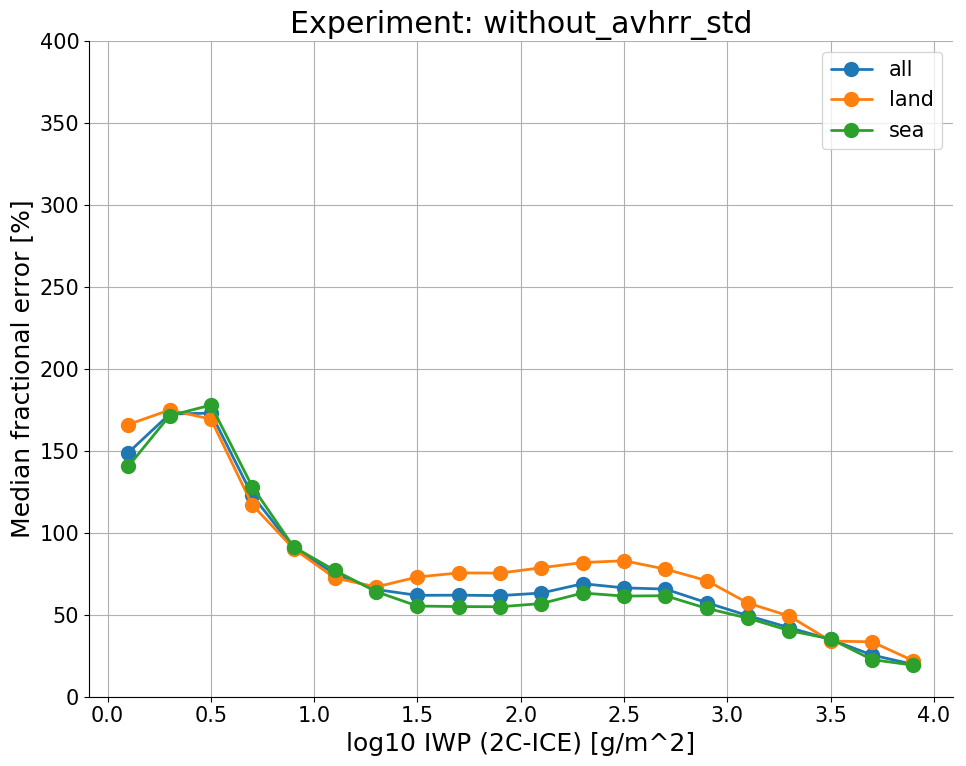 Experiment: without_avhrr_std
400
350
300
250
200
150
100
50
0
Median fractional error [%]
all
land
sea
0.0 0.5 1.0 1.5 2.0 2.5 3.0 3.5 4.0
log10 IWP (2C-ICE) [g/m^2]